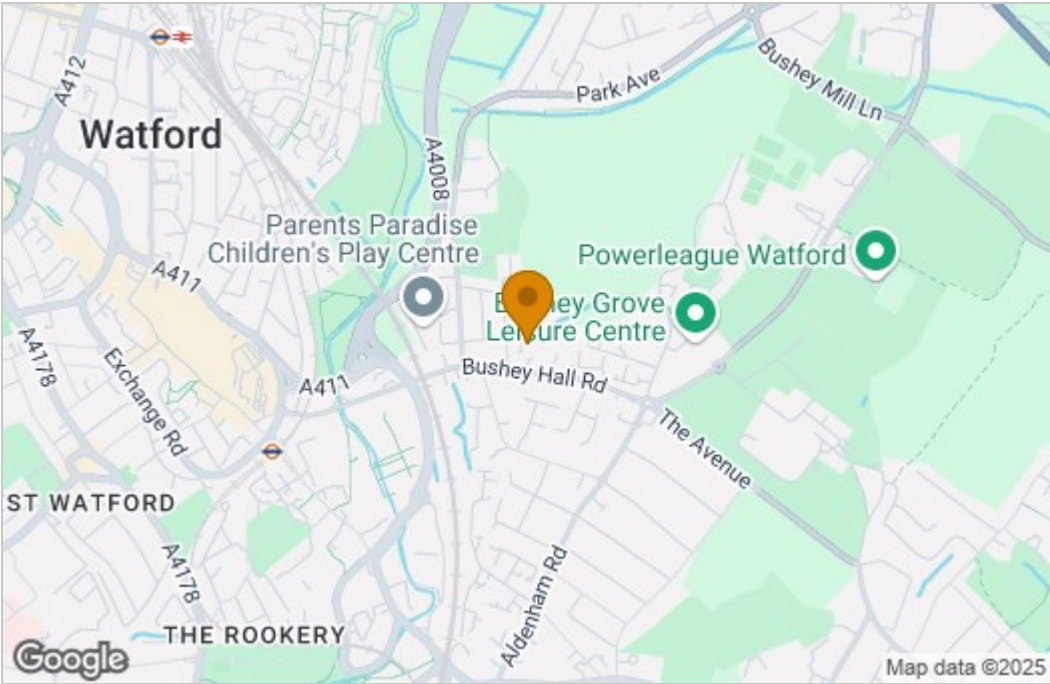 A412
Watford
Park Ave
Bushey Mill Ln
A4008
Parents Paradise
Children's Play Centre
Powerleague Watford
A411
Grove
Leisure Centre
A4178
Exchange Rd
A411
Bushey Hall Rd
The Avenue
ST WATFORD
A4178
Aldenham Rd
THE ROOKERY
Google
Map data ©2025